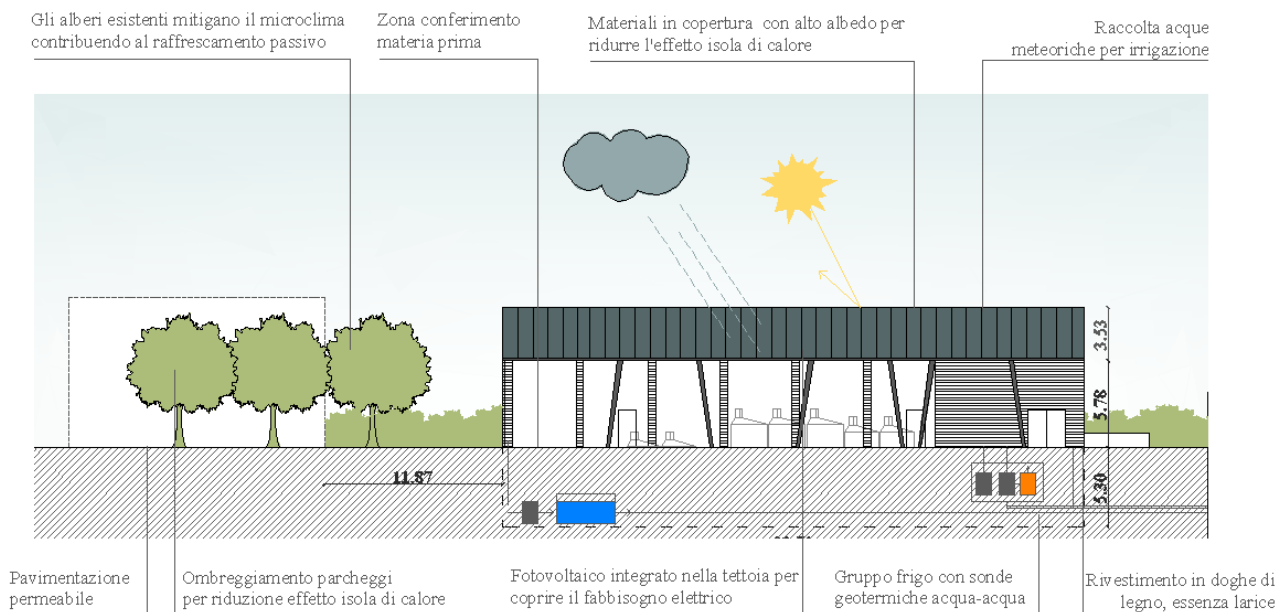 Gli alberi esistenti mitigano il microclima
contribuendo al raffrescamento passivo
Zona conferimento
materia prima
Materiali in copertura con alto albedo per
ridurre l'effetto isola di calore
Raccolta acque
meteoriche per irrigazione
3.53
5.78
11.87
5.30
Pavimentazione
permeabile
Ombreggiamento parcheggi
per riduzione effetto isola di calore
Fotovoltaico integrato nella tettoia per
coprire il fabbisogno elettrico
Gruppo frigo con sonde
geotermiche acqua-acqua
Rivestimento in doghe di
legno, essenza larice